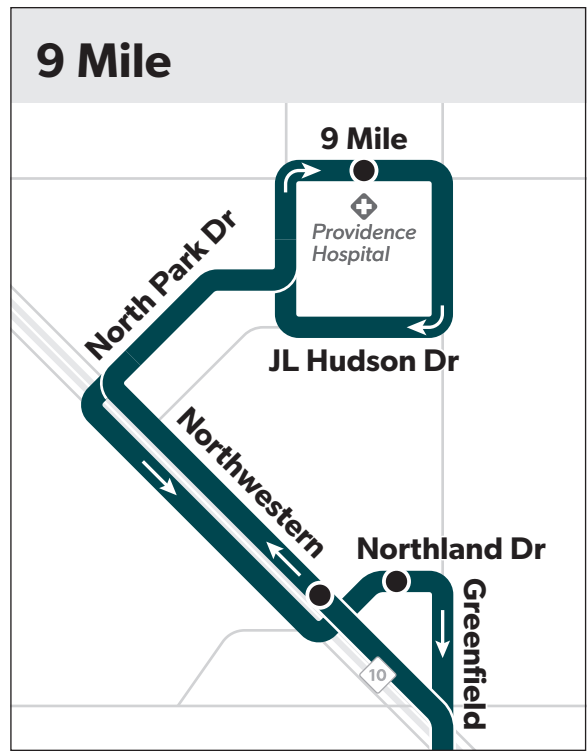 9 Mile
9 Mile
Providence
Hospital
North Park Dr
JL Hudson Dr
Northwestern
Northland Dr
Greenfield
10